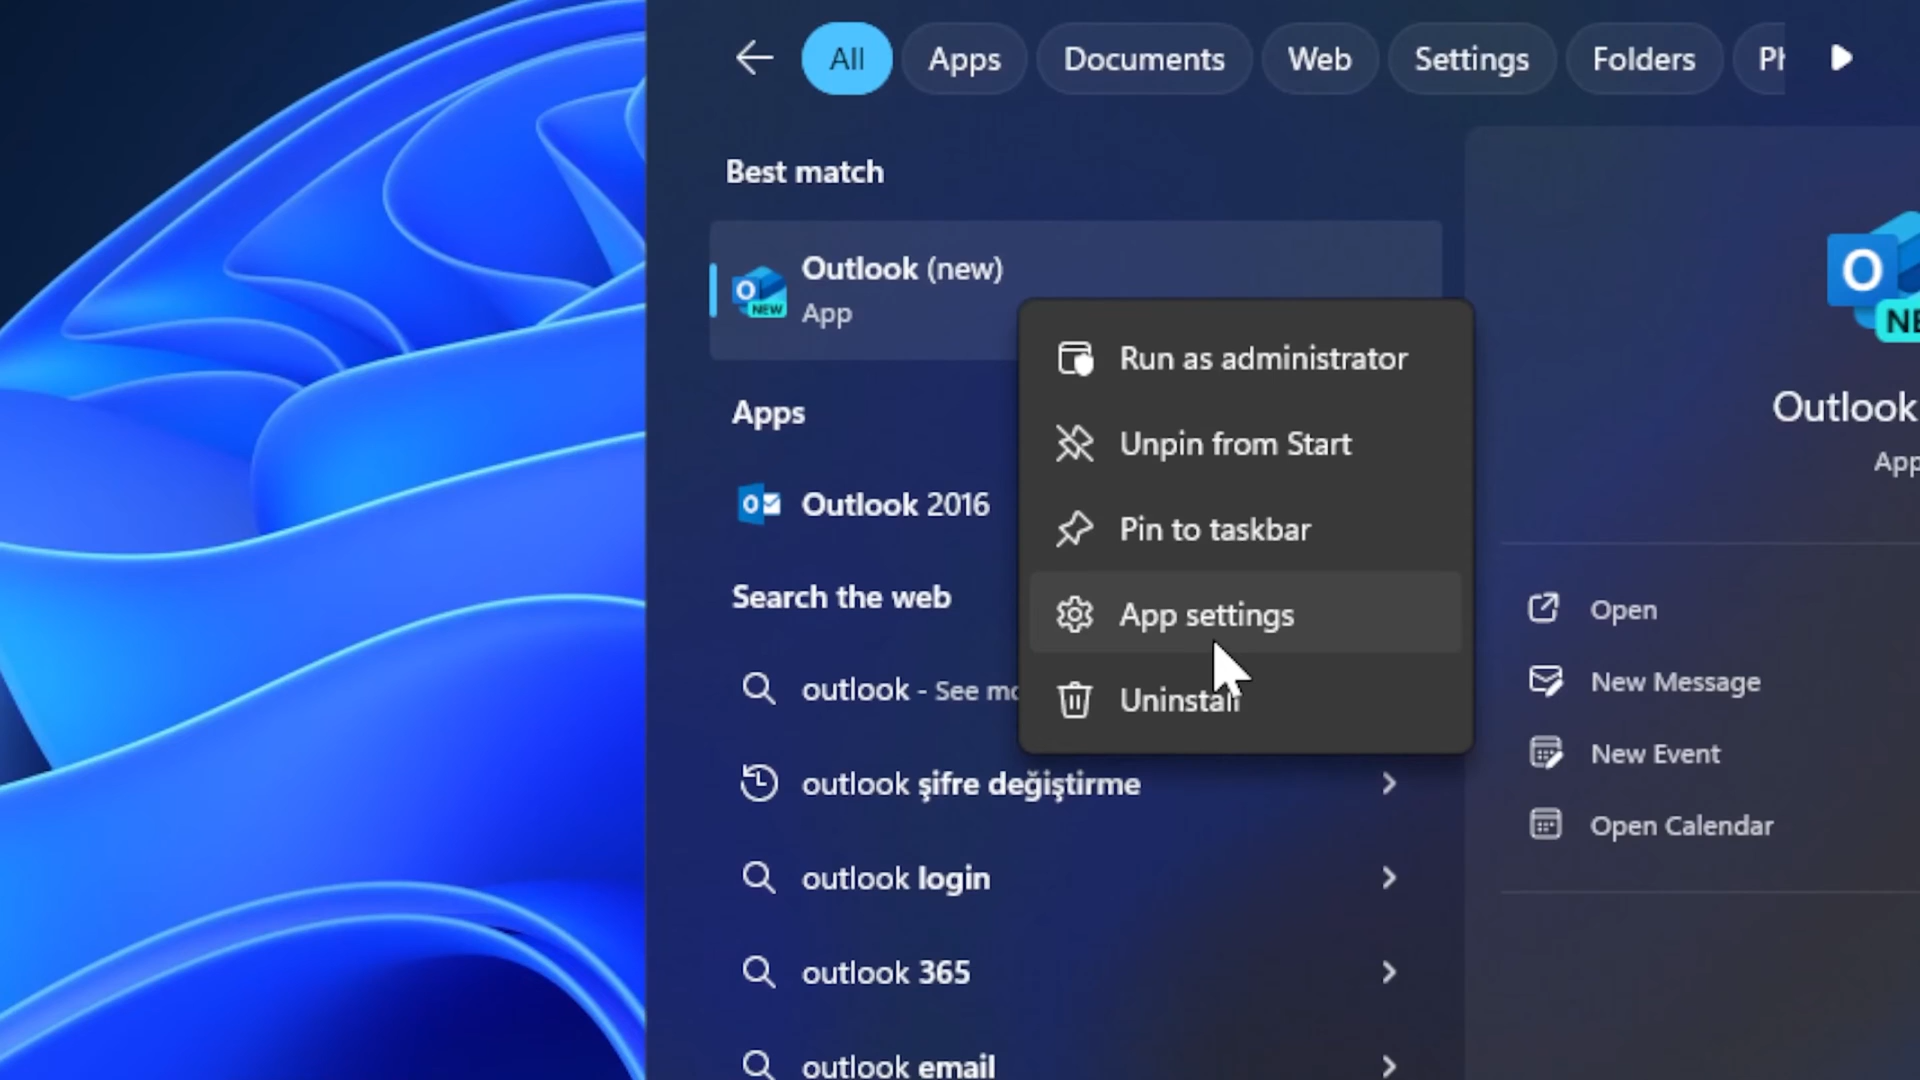 All
Apps
Documents
Web
Settings
Folders
Best match
Outlook (new)
App
NEW
Run as administrator
Unpin from Start
Pin to taskbar
App settings
Uninstall
Apps
Outlook 2016
Search the web
outlook - See
outlook şifre değiştirme
outlook login
outlook 365
outlook email
Outlook
Open
New Message
New Event
Open Calendar